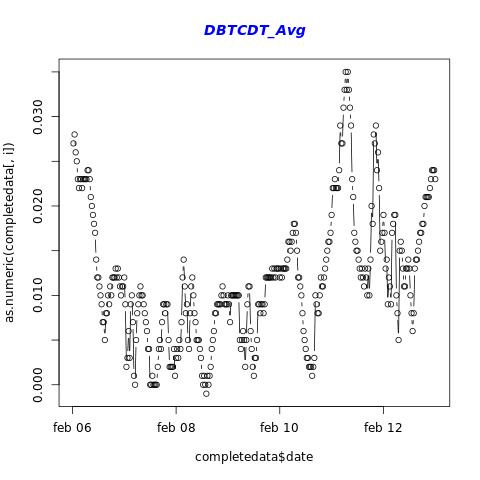 DBTCDT_Avg
as.numeric(completedata[, i])
0.030
0.020
0.010
0.000
feb 06 feb 08 feb 10 feb 12
completedata$date